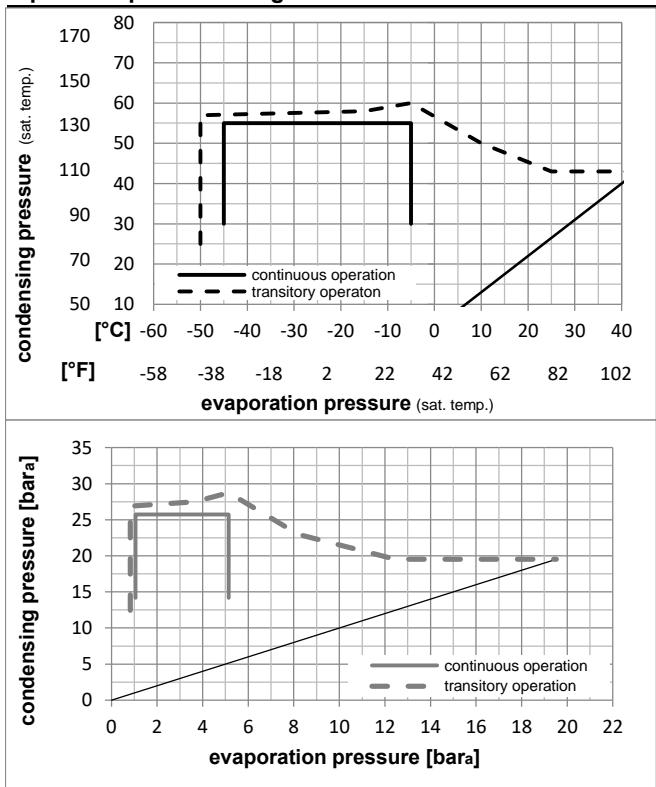 170 80
150 70
60
130 50
110 40
90 30
70 20
50 10
condensing pressure (sat. temp.)
continuous operation
transitory operaton
[°C] -60 -50 -40 -30 -20 -10 0 10 20 30 40
[°F] -58 -38 -18 2 22 42 62 82 102
evaporation pressure (sat. temp.)
35
30
25
20
15
10
5
0
condensing pressure [bara]
continuous operation
transitory operation
0 2 4 6 8 10 12 14 16 18 20 22
evaporation pressure [bara]